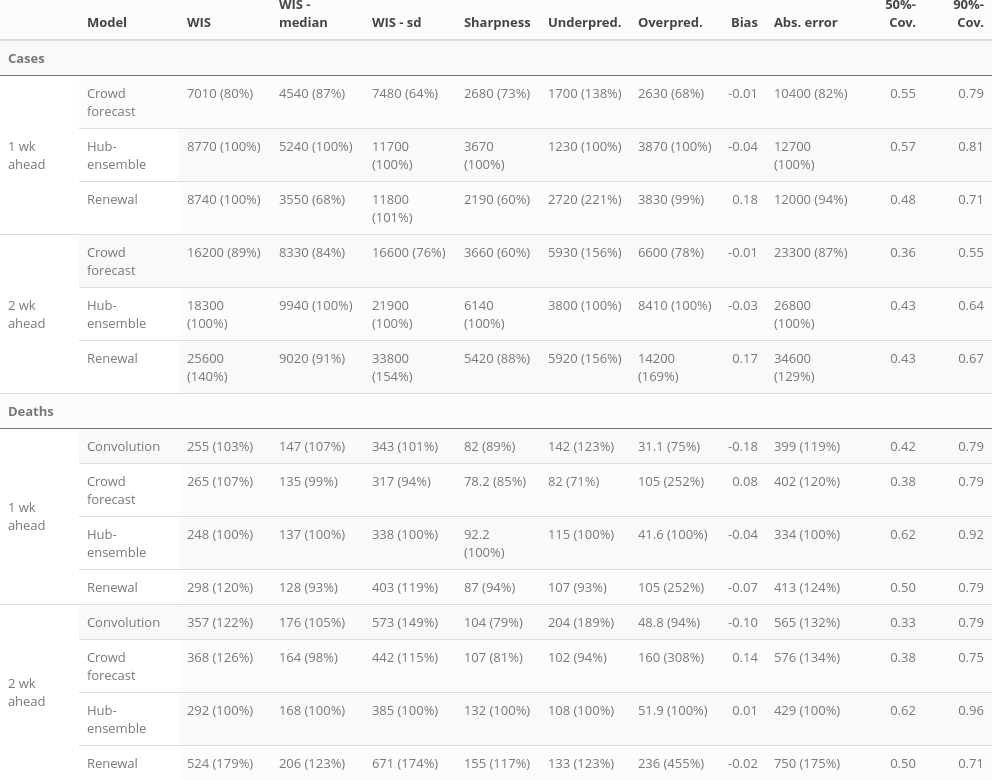 Model WIS WIS - median WIS - sd Sharpness Underpred. Overpred. Bias Abs. error 50%-Cov. 90%-Cov.
Cases
1 wk ahead
Crowd forecast 7010 (80%) 4540 (87%) 7480 (64%) 2680 (73%) 1700 (138%) 2630 (68%) -0.01 10400 (82%) 0.55 0.79
Hub-ensemble 8770 (100%) 5240 (100%) 11700 (100%) 3670 (100%) 1230 (100%) 3870 (100%) -0.04 12700 (100%) 0.57 0.81
Renewal 8740 (100%) 3550 (68%) 11800 (101%) 2190 (60%) 2720 (221%) 3830 (99%) 0.18 12000 (94%) 0.48 0.71
2 wk ahead
Crowd forecast 16200 (89%) 8330 (84%) 16600 (76%) 3660 (60%) 5930 (156%) 6600 (78%) -0.01 23300 (87%) 0.36 0.55
Hub-ensemble 18300 (100%) 9940 (100%) 21900 (100%) 6140 (100%) 3800 (100%) 8410 (100%) -0.03 26800 (100%) 0.43 0.64
Renewal 25600 (140%) 9020 (91%) 33800 (154%) 5420 (88%) 5920 (156%) 14200 (169%) 0.17 34600 (129%) 0.43 0.67
Deaths
1 wk ahead
Convolution 255 (103%) 147 (107%) 343 (101%) 82 (89%) 142 (123%) 31.1 (75%) -0.18 399 (119%) 0.42 0.79
Crowd forecast 265 (107%) 135 (99%) 317 (94%) 78.2 (85%) 82 (71%) 105 (252%) 0.08 402 (120%) 0.38 0.79
Hub-ensemble 248 (100%) 137 (100%) 338 (100%) 92.2 (100%) 115 (100%) 41.6 (100%) -0.04 334 (100%) 0.62 0.92
Renewal 298 (120%) 128 (93%) 403 (119%) 87 (94%) 107 (93%) 105 (252%) -0.07 413 (124%) 0.50 0.79
2 wk ahead
Convolution 357 (122%) 176 (105%) 573 (149%) 104 (79%) 204 (189%) 48.8 (94%) -0.10 565 (132%) 0.33 0.79
Crowd forecast 368 (126%) 164 (98%) 442 (115%) 107 (81%) 102 (94%) 160 (308%) 0.14 576 (134%) 0.38 0.75
Hub-ensemble 292 (100%) 168 (100%) 385 (100%) 132 (100%) 108 (100%) 51.9 (100%) 0.01 429 (100%) 0.62 0.96
Renewal 524 (179%) 206 (123%) 671 (174%) 155 (117%) 133 (123%) 236 (455%) -0.02 750 (175%) 0.50 0.71